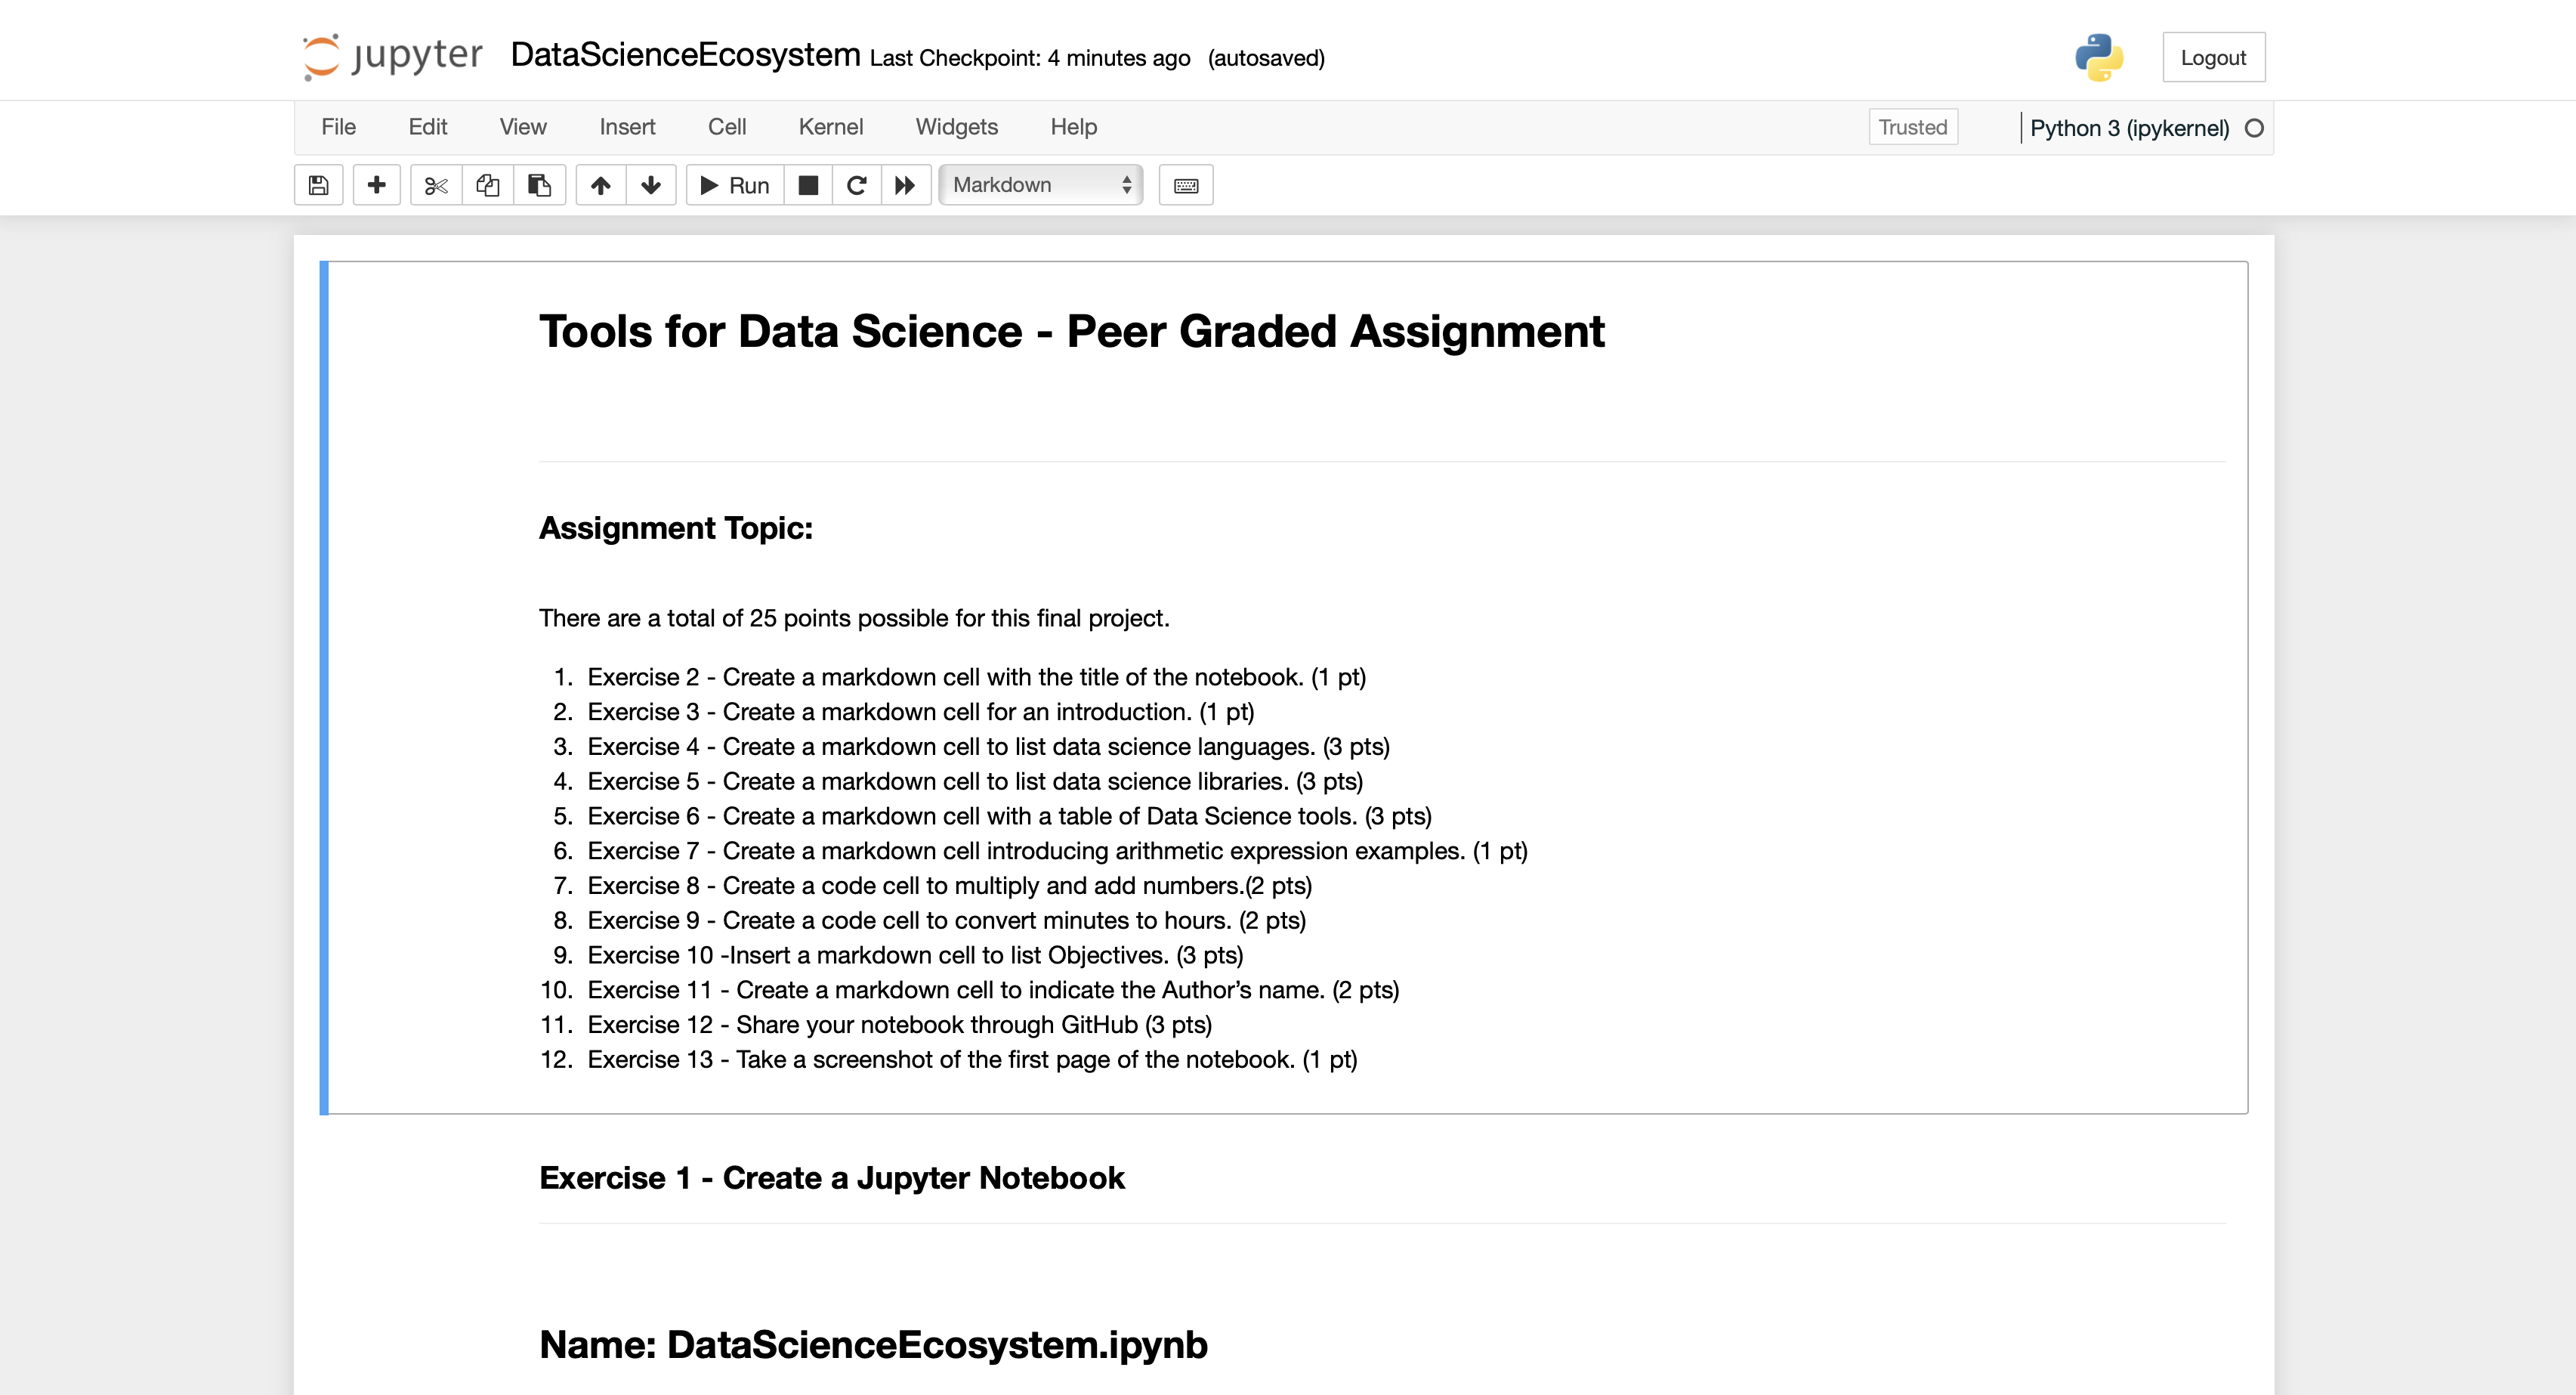 jupyter DataScienceEcosystem Last Checkpoint: 4 minutes ago (autosaved) Logout
File Edit View Insert Cell Kernel Widgets Help Trusted Python 3 (ipykernel)
Run Markdown
Tools for Data Science - Peer Graded Assignment
Assignment Topic:
There are a total of 25 points possible for this final project.
1. Exercise 2 - Create a markdown cell with the title of the notebook. (1 pt)
2. Exercise 3 - Create a markdown cell for an introduction. (1 pt)
3. Exercise 4 - Create a markdown cell to list data science languages. (3 pts)
4. Exercise 5 - Create a markdown cell to list data science libraries. (3 pts)
5. Exercise 6 - Create a markdown cell with a table of Data Science tools. (3 pts)
6. Exercise 7 - Create a markdown cell introducing arithmetic expression examples. (1 pt)
7. Exercise 8 - Create a code cell to multiply and add numbers.(2 pts)
8. Exercise 9 - Create a code cell to convert minutes to hours. (2 pts)
9. Exercise 10 -Insert a markdown cell to list Objectives. (3 pts)
10. Exercise 11 - Create a markdown cell to indicate the Author’s name. (2 pts)
11. Exercise 12 - Share your notebook through GitHub (3 pts)
12. Exercise 13 - Take a screenshot of the first page of the notebook. (1 pt)
Exercise 1 - Create a Jupyter Notebook
Name: DataScienceEcosystem.ipynb